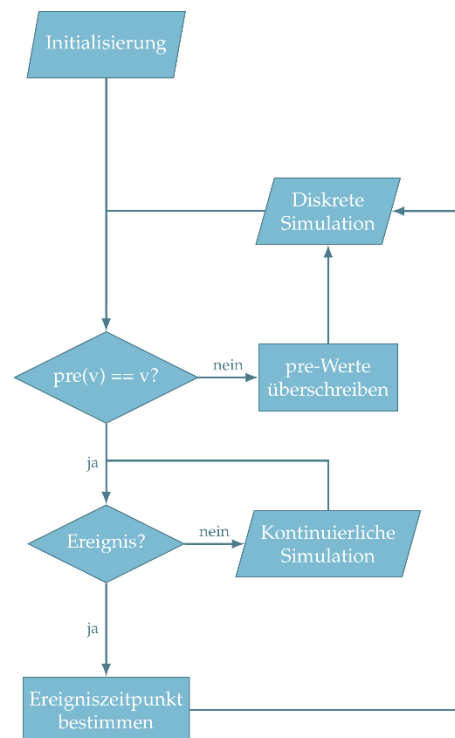 Initialisierung
Diskrete
Simulation
pre(v) == v?
nein
pre-Werte
überschreiben
ja
Ereignis?
nein
Kontinuierliche
Simulation
ja
Ereigniszeitpunkt
bestimmen